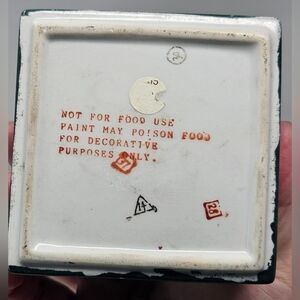 NOT FOR FOOD USE
PAINT MAY POISON FOOD
FOR DECORATIVE
PURPOSES ONLY.